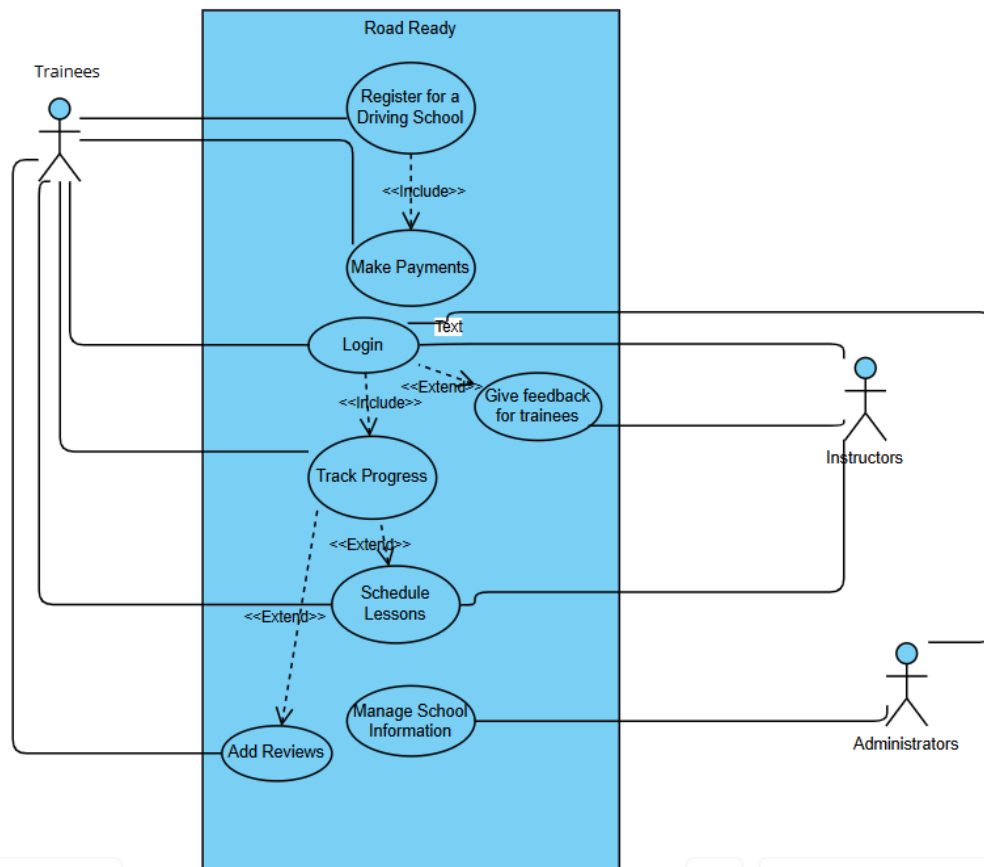 Road Ready
Trainees
Register for a
Driving School
<<Include>>
Make Payments
Text
Login
<<Extend>>
<<Include>>
Give feedback
for trainees
Instructors
Track Progress
<<Extend>>
Schedule
Lessons
<<Extend>>
Manage School
Information
Administrators
Add Reviews